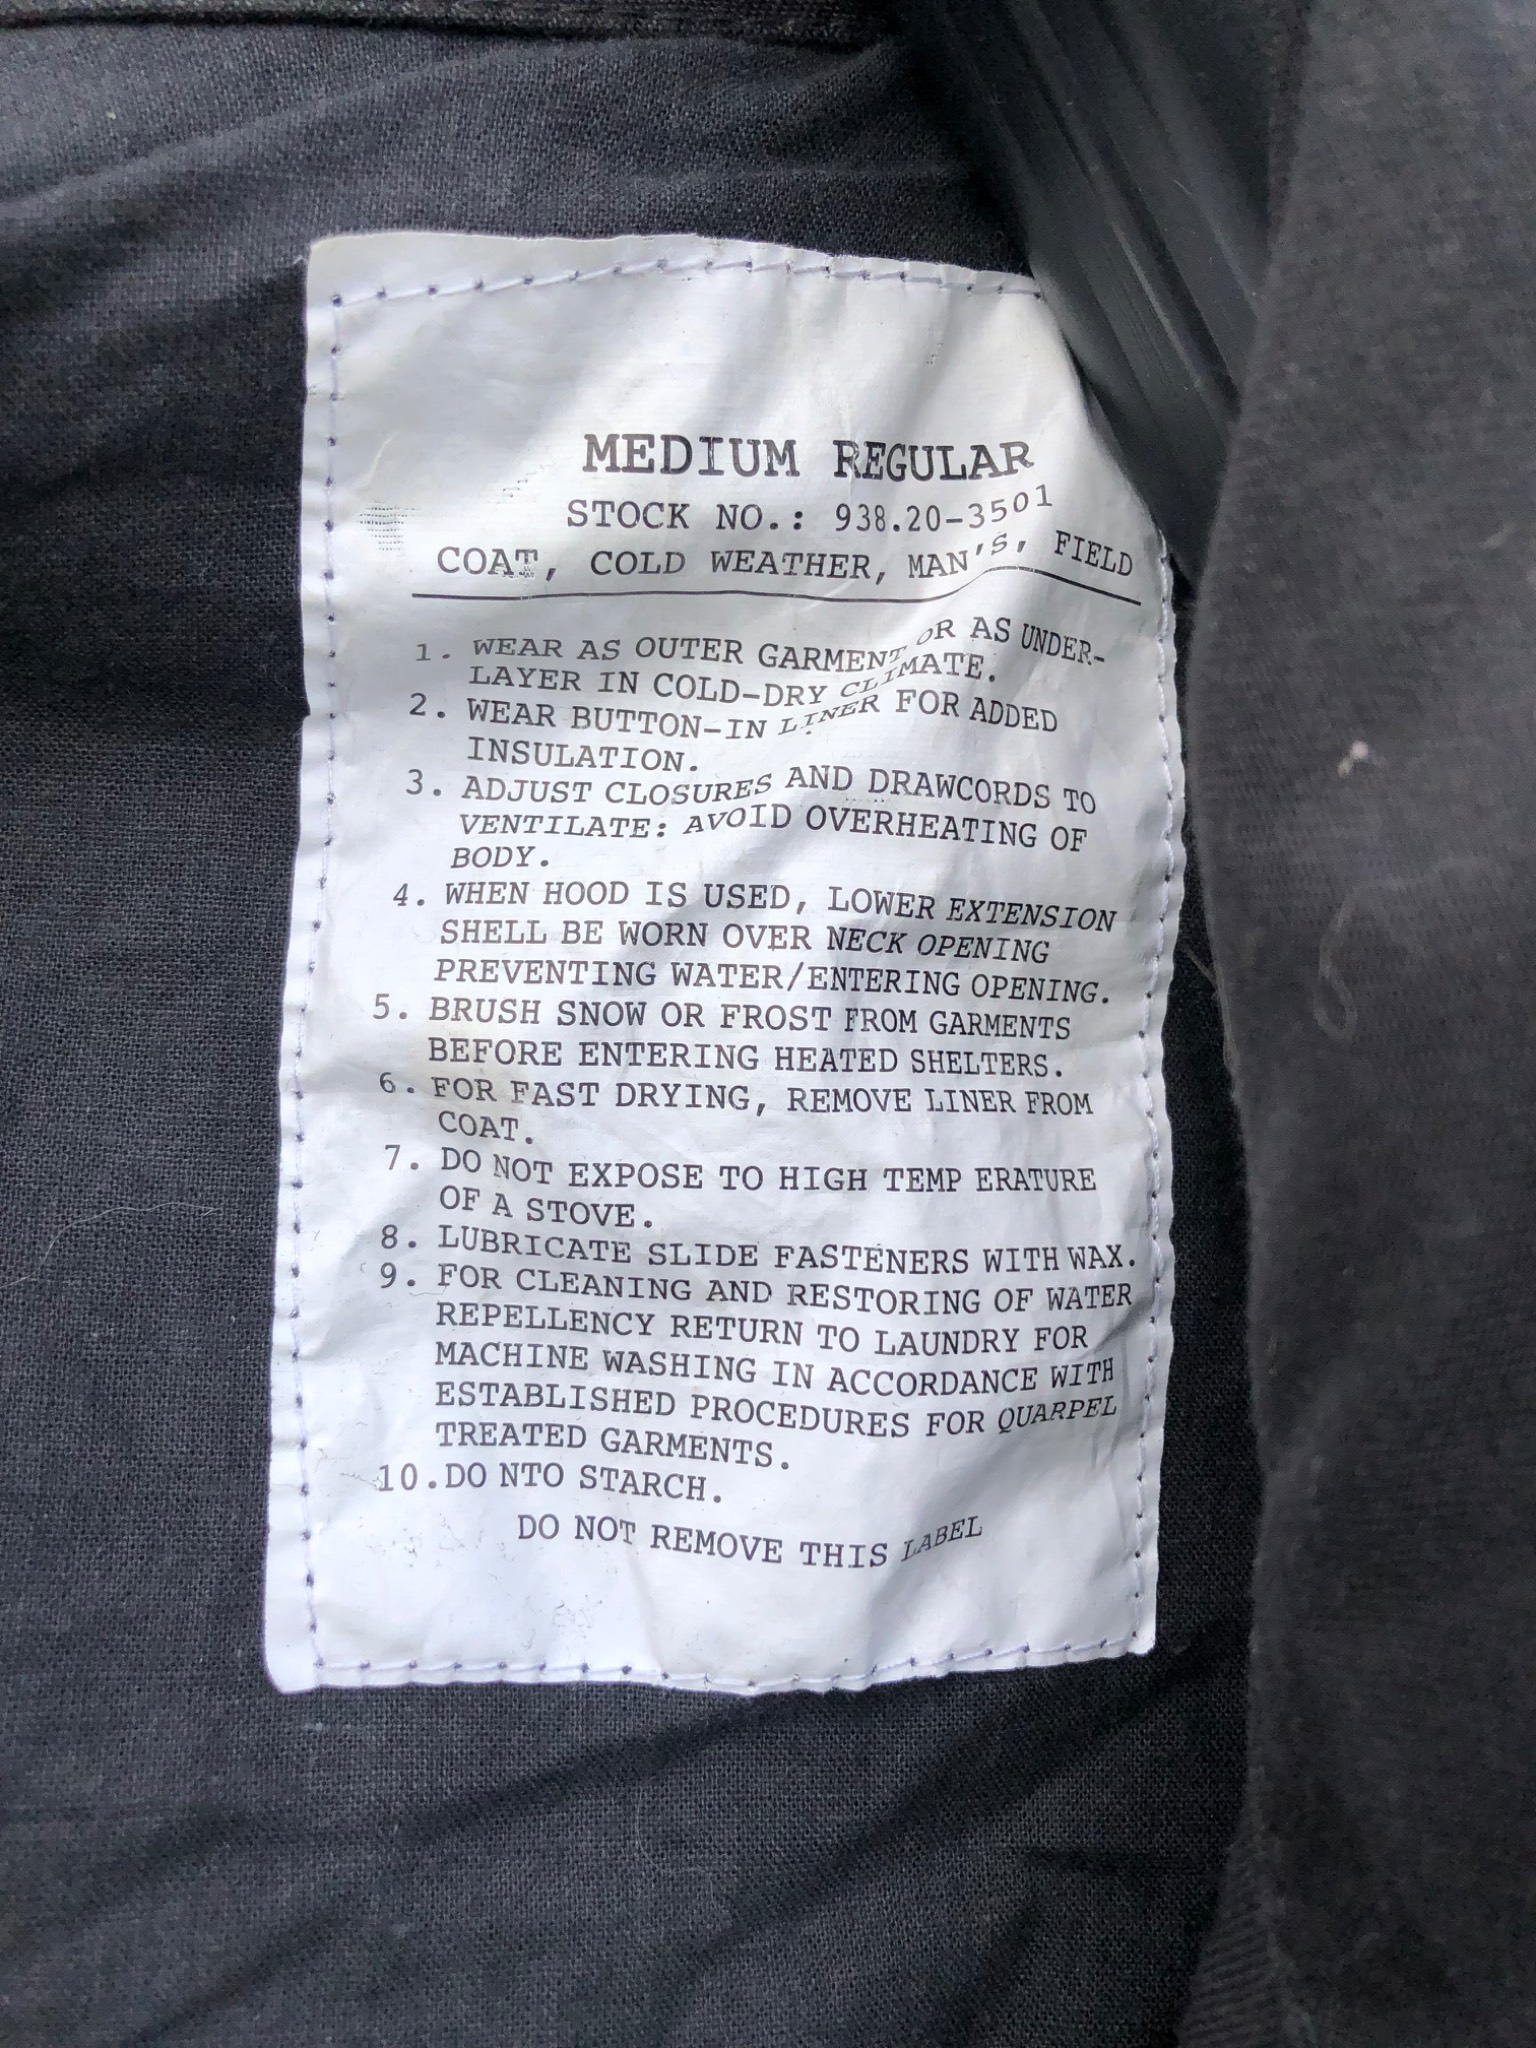 MEDIUM REGULAR
STOCK NO.: 938.20-3501
COAT, COLD WEATHER, MAN'S, FIELD
1. WEAR AS OUTER GARMENT OR AS UNDER-
LAYER IN COLD-DRY CLIMATE.
2. WEAR BUTTON-IN LINER FOR ADDED
INSULATION.
3. ADJUST CLOSURES AND DRAWCORDS TO
VENTILATE: AVOID OVERHEATING OF
BODY.
4. WHEN HOOD IS USED, LOWER EXTENSION
SHELL BE WORN OVER NECK OPENING
PREVENTING WATER/ENTERING OPENING.
5. BRUSH SNOW OR FROST FROM GARMENTS
BEFORE ENTERING HEATED SHELTERS.
6. FOR FAST DRYING, REMOVE LINER FROM
COAT.
7. DO NOT EXPOSE TO HIGH TEMP ERATURE
OF A STOVE.
8. LUBRICATE SLIDE FASTENERS WITH WAX.
9. FOR CLEANING AND RESTORING OF WATER
REPELLENCY RETURN TO LAUNDRY FOR
MACHINE WASHING IN ACCORDANCE WITH
ESTABLISHED PROCEDURES FOR QUARPEL
TREATED GARMENTS.
10. DO NTO STARCH.
DO NOT REMOVE THIS LABEL